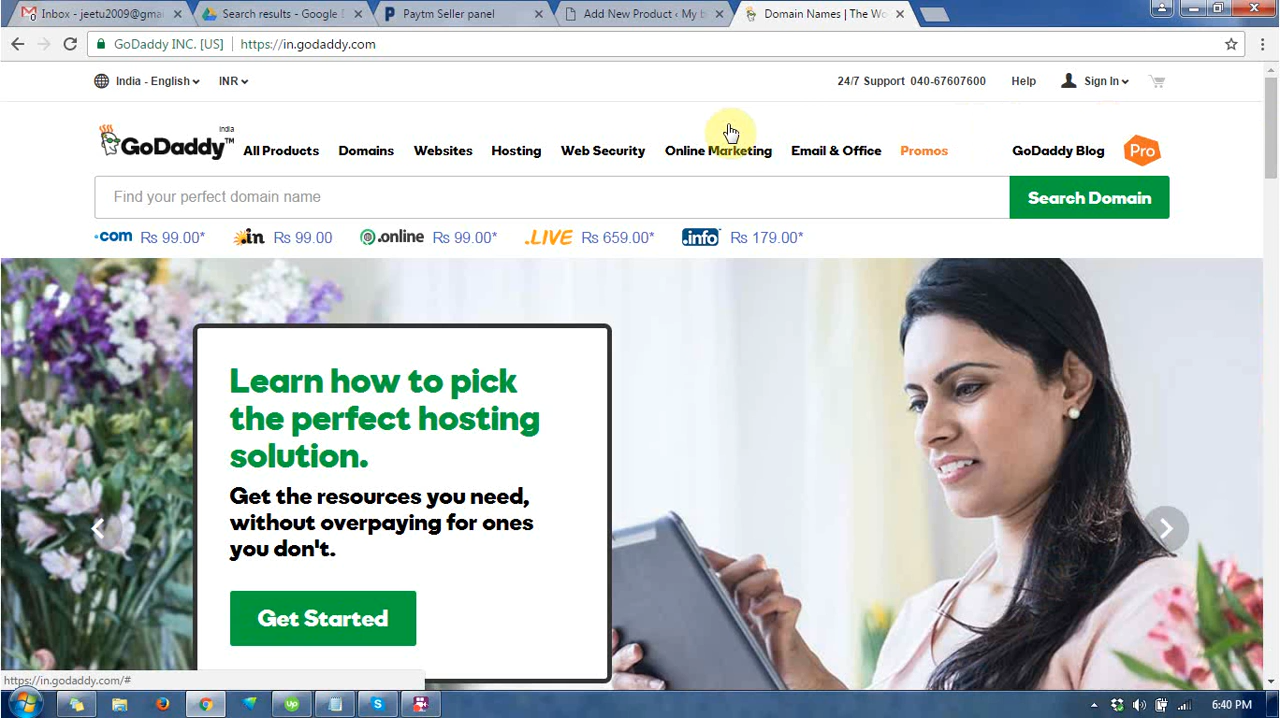 Inbox - jeetu2009@gma
Search results - Google
Paytm Seller panel
Add New Product ‹ My b
Domain Names | The Wo
GoDaddy INC. [US] | https://in.godaddy.com
India - English
INR
24/7 Support 040-67607600
Help
Sign In
GoDaddy™
India
All Products
Domains
Websites
Hosting
Web Security
Online Marketing
Email & Office
Promos
GoDaddy Blog
Pro
Find your perfect domain name
Search Domain
.com Rs 99.00*
.in Rs 99.00
.online Rs 99.00*
.LIVE Rs 659.00*
.info Rs 179.00*
Learn how to pick
the perfect hosting
solution.
Get the resources you need,
without overpaying for ones
you don't.
Get Started
https://in.godaddy.com/#
Up
6:40 PM